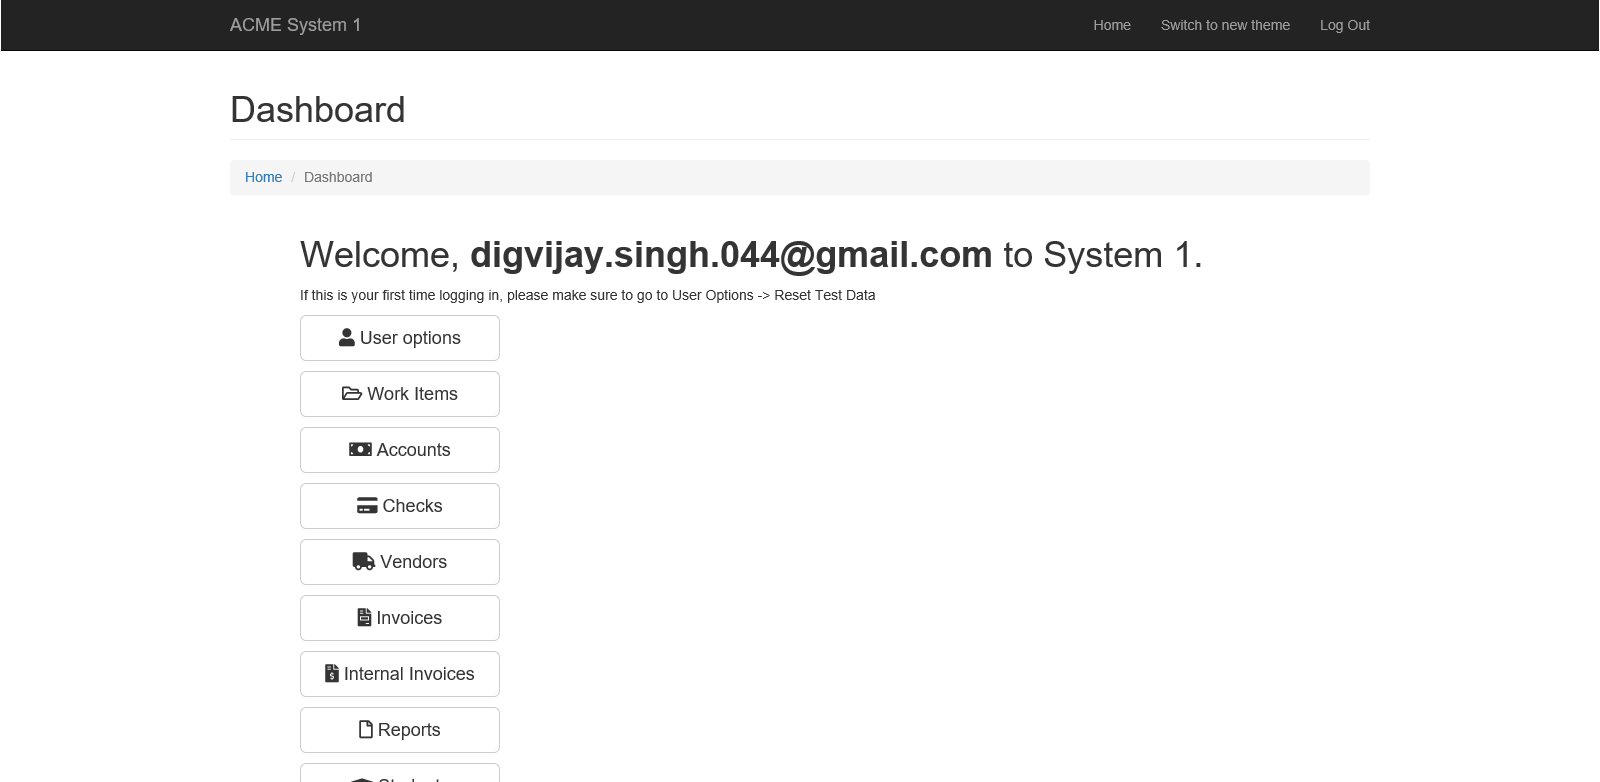 ACME System 1
Home
Switch to new theme
Log Out
Dashboard
Home / Dashboard
Welcome, digvijay.singh.044@gmail.com to System 1.
If this is your first time logging in, please make sure to go to User Options -> Reset Test Data
User options
Work Items
Accounts
Checks
Vendors
Invoices
Internal Invoices
Reports